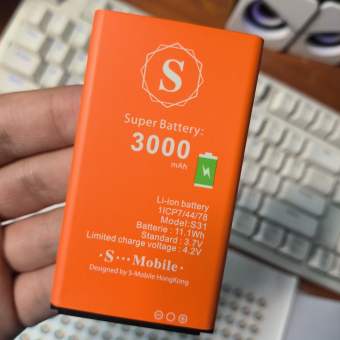 S
Super Battery:
3000
mAh
Li-ion battery
1ICP7/44/78
Model:S31
Batterie : 11.1Wh
Standard : 3.7V
Limited charge voltage : 4.2V
·S···Mobile·
Designed by S-Mobile HongKong